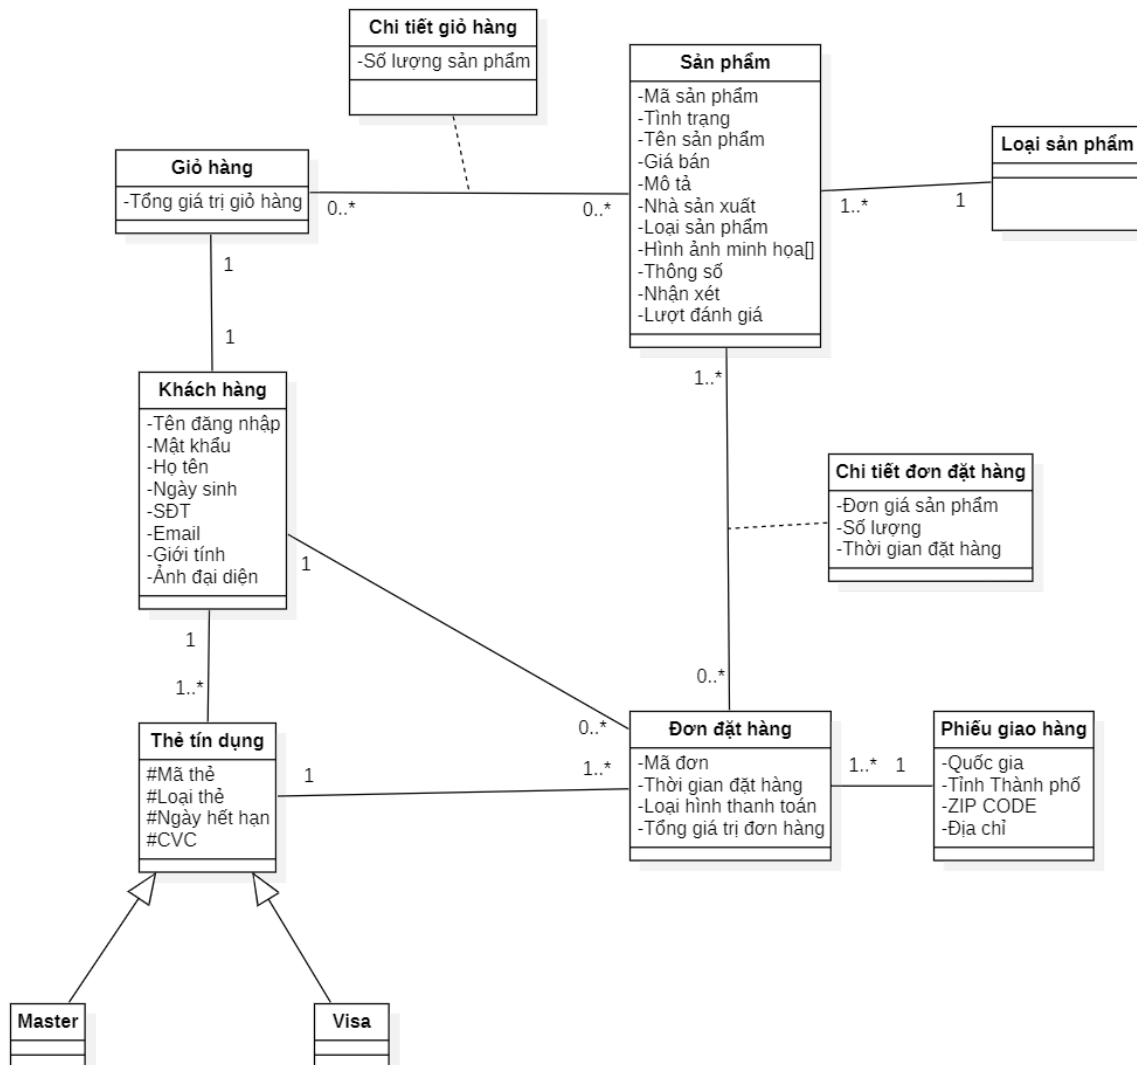 Chi tiết giỏ hàng
-Số lượng sản phẩm
Sản phẩm
-Mã sản phẩm
-Tình trạng
-Tên sản phẩm
-Giá bán
-Mô tả
-Nhà sản xuất
-Loại sản phẩm
-Hình ảnh minh họa[]
-Thông số
-Nhận xét
-Lượt đánh giá
Loại sản phẩm
Giỏ hàng
-Tổng giá trị giỏ hàng
0..*
0..*
1..*
1
1
1
Khách hàng
-Tên đăng nhập
-Mật khẩu
-Họ tên
-Ngày sinh
-SĐT
-Email
-Giới tính
-Ảnh đại diện
1..*
Chi tiết đơn đặt hàng
-Đơn giá sản phẩm
-Số lượng
-Thời gian đặt hàng
1
1
1..*
0..*
0..*
Thẻ tín dụng
#Mã thẻ
#Loại thẻ
#Ngày hết hạn
#CVC
1
1..*
Đơn đặt hàng
-Mã đơn
-Thời gian đặt hàng
-Loại hình thanh toán
-Tổng giá trị đơn hàng
1..*
1
Phiếu giao hàng
-Quốc gia
-Tỉnh Thành phố
-ZIP CODE
-Địa chỉ
Master
Visa